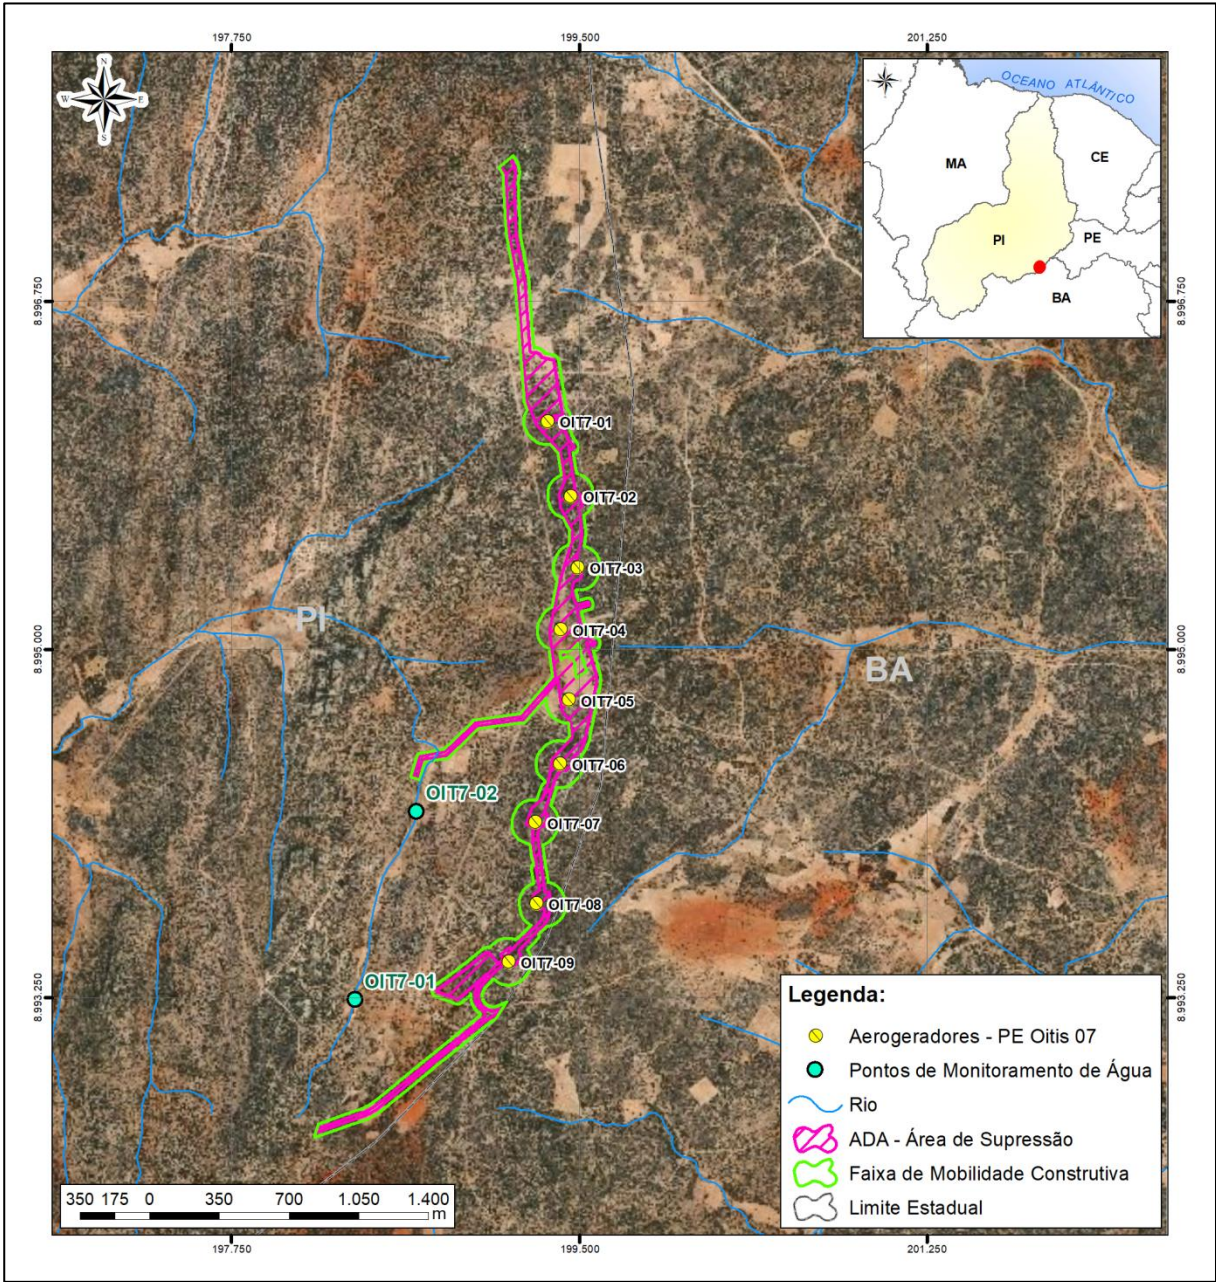 197.750
199.500
201.250
N
W
E
S
OCEANO ATLÂNTICO
MA
CE
PI
PE
BA
8.996.750
8.996.750
OIT7-01
OIT7-02
OIT7-03
PI
OIT7-04
8.995.000
8.995.000
BA
OIT7-05
OIT7-06
OIT7-02
OIT7-07
OIT7-08
OIT7-09
OIT7-01
8.993.250
8.993.250
Legenda:
Aerogeradores - PE Oitis 07
Pontos de Monitoramento de Água
Rio
ADA - Área de Supressão
Faixa de Mobilidade Construtiva
Limite Estadual
350 175 0 350 700 1.050 1.400
m
197.750
199.500
201.250